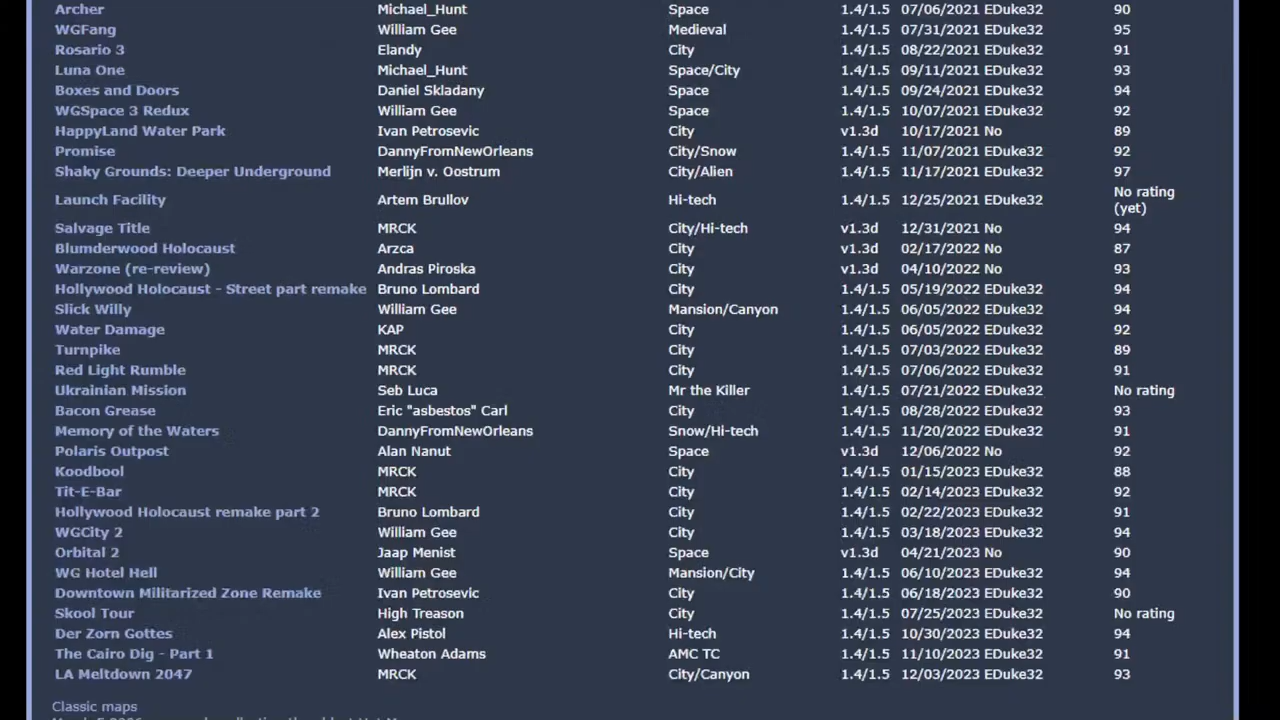 Archer Michael_Hunt Space 1.4/1.5 07/06/2021 EDuke32 90
WGFang William Gee Medieval 1.4/1.5 07/31/2021 EDuke32 95
Rosario 3 Elandy City 1.4/1.5 08/22/2021 EDuke32 91
Luna One Michael_Hunt Space/City 1.4/1.5 09/11/2021 EDuke32 93
Boxes and Doors Daniel Skladany Space 1.4/1.5 09/24/2021 EDuke32 94
WGSpace 3 Redux William Gee Space 1.4/1.5 10/07/2021 EDuke32 92
HappyLand Water Park Ivan Petrosevic City v1.3d 10/17/2021 No 89
Promise DannyFromNewOrleans City/Snow 1.4/1.5 11/07/2021 EDuke32 92
Shaky Grounds: Deeper Underground Merlijn v. Oostrum City/Alien 1.4/1.5 11/17/2021 EDuke32 97
Launch Facility Artem Brullov Hi-tech 1.4/1.5 12/25/2021 EDuke32 No rating
(yet)
Salvage Title MRCK City/Hi-tech v1.3d 12/31/2021 No 94
Blumderwood Holocaust Arzca City v1.3d 02/17/2022 No 87
Warzone (re-review) Andras Piroska City v1.3d 04/10/2022 No 93
Hollywood Holocaust - Street part remake Bruno Lombard City 1.4/1.5 05/19/2022 EDuke32 94
Slick Willy William Gee Mansion/Canyon 1.4/1.5 06/05/2022 EDuke32 94
Water Damage KAP City 1.4/1.5 06/05/2022 EDuke32 92
Turnpike MRCK City 1.4/1.5 07/03/2022 EDuke32 89
Red Light Rumble MRCK City 1.4/1.5 07/06/2022 EDuke32 91
Ukrainian Mission Seb Luca Mr the Killer 1.4/1.5 07/21/2022 EDuke32 No rating
Bacon Grease Eric "asbestos" Carl City 1.4/1.5 08/28/2022 EDuke32 93
Memory of the Waters DannyFromNewOrleans Snow/Hi-tech 1.4/1.5 11/20/2022 EDuke32 91
Polaris Outpost Alan Nanut Space v1.3d 12/06/2022 No 92
Koodbool MRCK City 1.4/1.5 01/15/2023 EDuke32 88
Tit-E-Bar MRCK City 1.4/1.5 02/14/2023 EDuke32 92
Hollywood Holocaust remake part 2 Bruno Lombard City 1.4/1.5 02/22/2023 EDuke32 91
WGCity 2 William Gee City 1.4/1.5 03/18/2023 EDuke32 94
Orbital 2 Jaap Menist Space v1.3d 04/21/2023 No 90
WG Hotel Hell William Gee Mansion/City 1.4/1.5 06/10/2023 EDuke32 94
Downtown Militarized Zone Remake Ivan Petrosevic City 1.4/1.5 06/18/2023 EDuke32 90
Skool Tour High Treason City 1.4/1.5 07/25/2023 EDuke32 No rating
Der Zorn Gottes Alex Pistol Hi-tech 1.4/1.5 10/30/2023 EDuke32 94
The Cairo Dig - Part 1 Wheaton Adams AMC TC 1.4/1.5 11/10/2023 EDuke32 91
LA Meltdown 2047 MRCK City/Canyon 1.4/1.5 12/03/2023 EDuke32 93
Classic maps